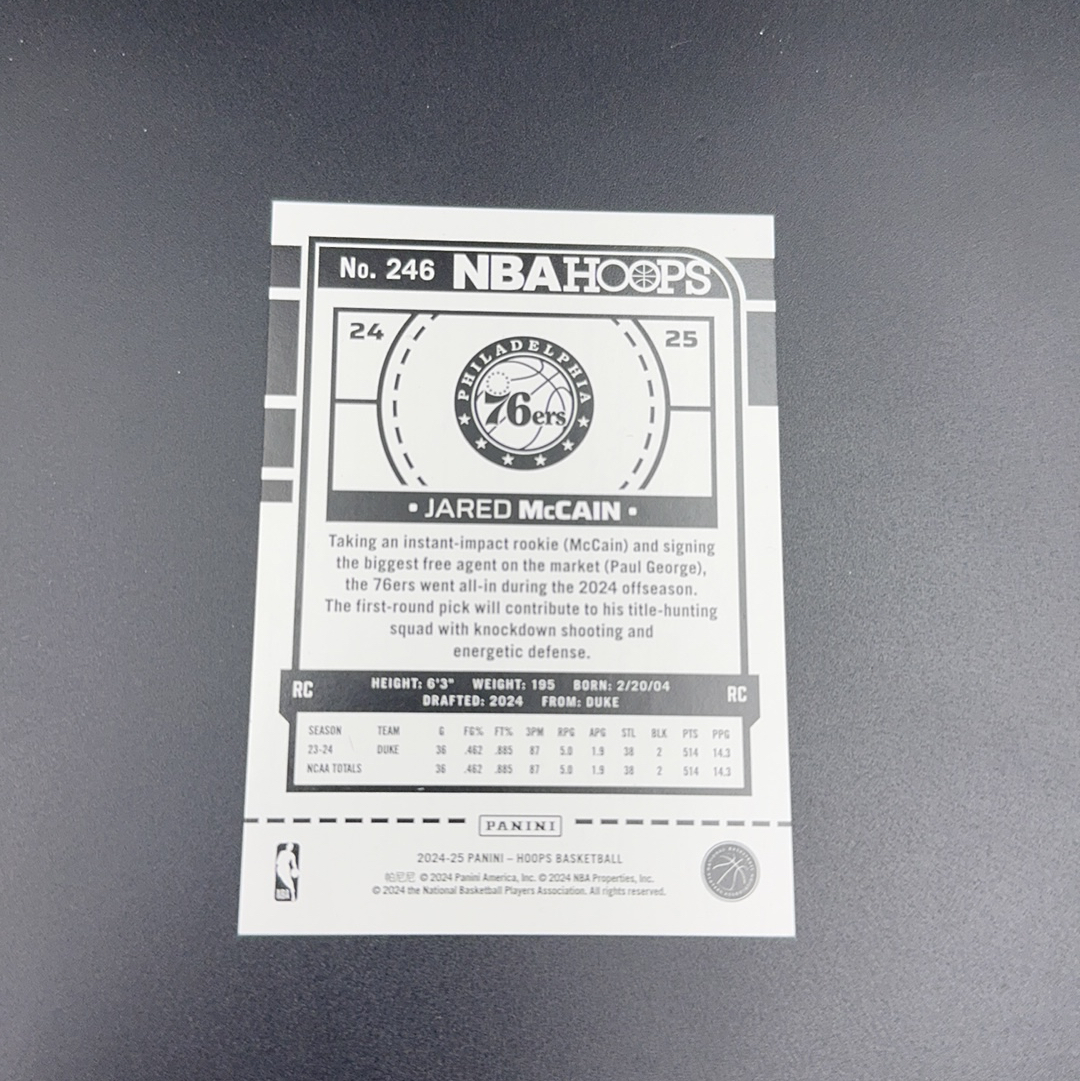 No. 246 NBA HOOPS
24 25
PHILADELPHIA
76ers
JARED McCAIN
Taking an instant-impact rookie (McCain) and signing
the biggest free agent on the market (Paul George),
the 76ers went all-in during the 2024 offseason.
The first-round pick will contribute to his title-hunting
squad with knockdown shooting and
energetic defense.
RC HEIGHT: 6'3" WEIGHT: 195 BORN: 2/20/04 RC
DRAFTED: 2024 FROM: DUKE
SEASON TEAM G FG% FT% 3PM RPG APG STL BLK PTS PPG
23-24 DUKE 36 .462 .885 87 5.0 1.9 38 2 514 14.3
NCAA TOTALS 36 .462 .885 87 5.0 1.9 38 2 514 14.3
PANINI
2024-25 PANINI – HOOPS BASKETBALL
帕尼尼 © 2024 Panini America, Inc. © 2024 NBA Properties, Inc.
© 2024 the National Basketball Players Association. All rights reserved.
NBA